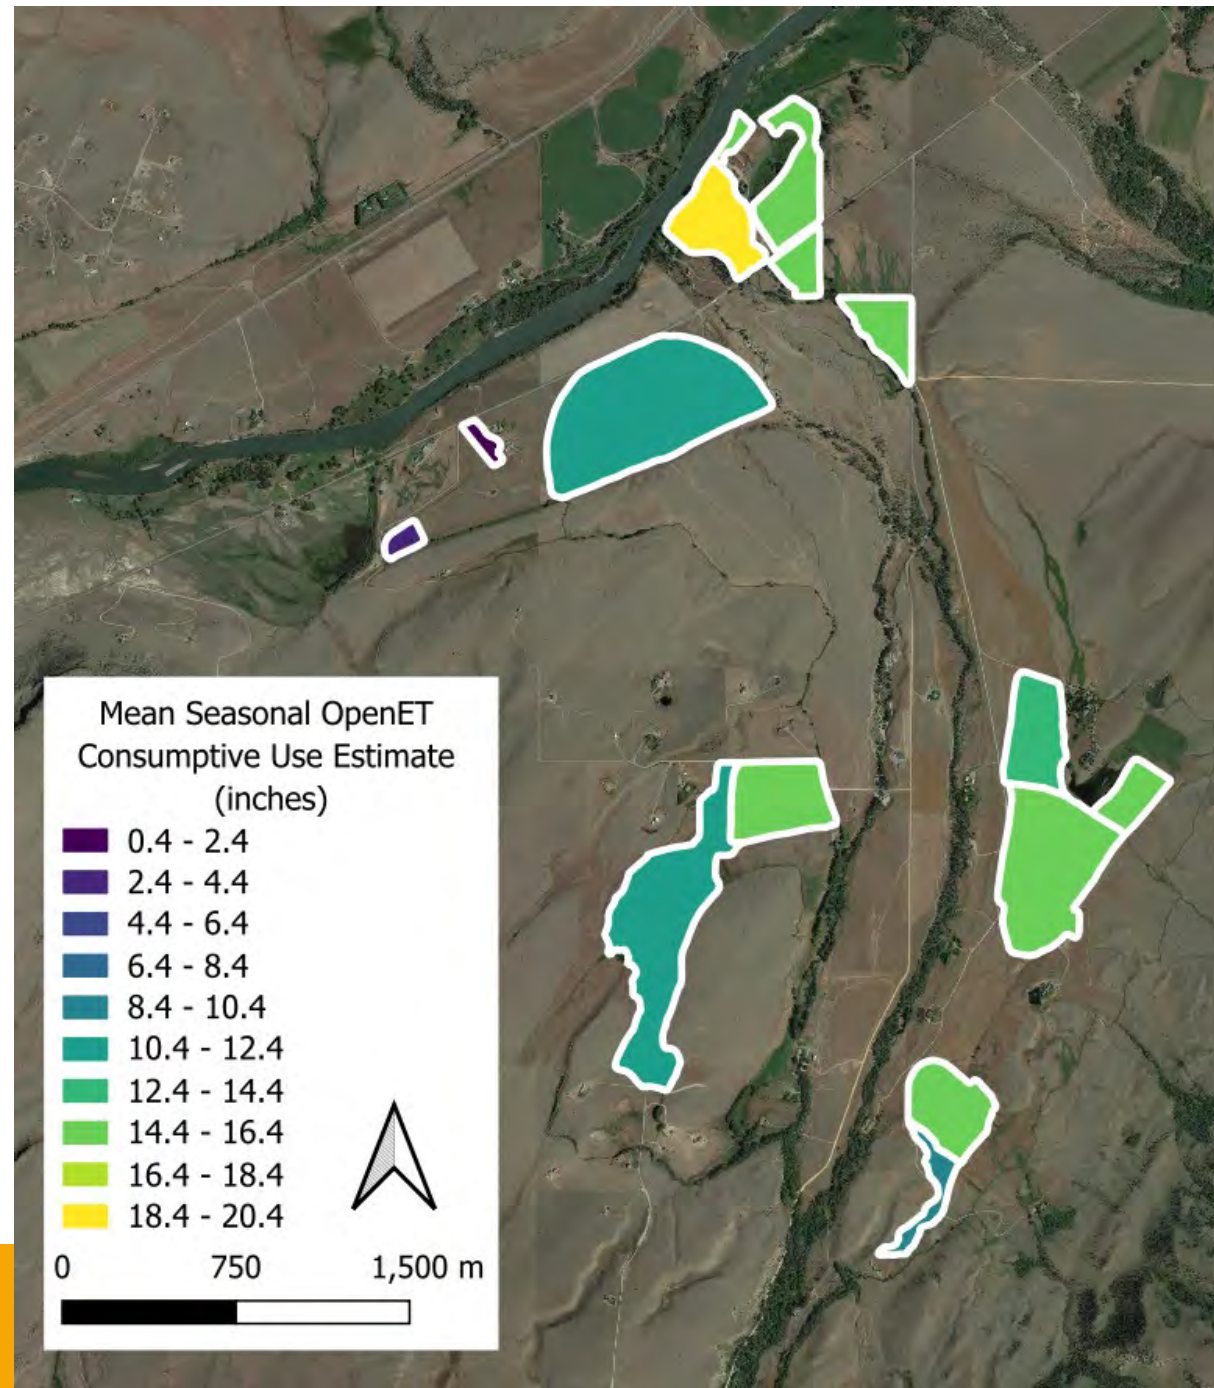 Mean Seasonal OpenET
Consumptive Use Estimate
(inches)
0.4 - 2.4
2.4 - 4.4
4.4 - 6.4
6.4 - 8.4
8.4 - 10.4
10.4 - 12.4
12.4 - 14.4
14.4 - 16.4
16.4 - 18.4
18.4 - 20.4
0 750 1,500 m